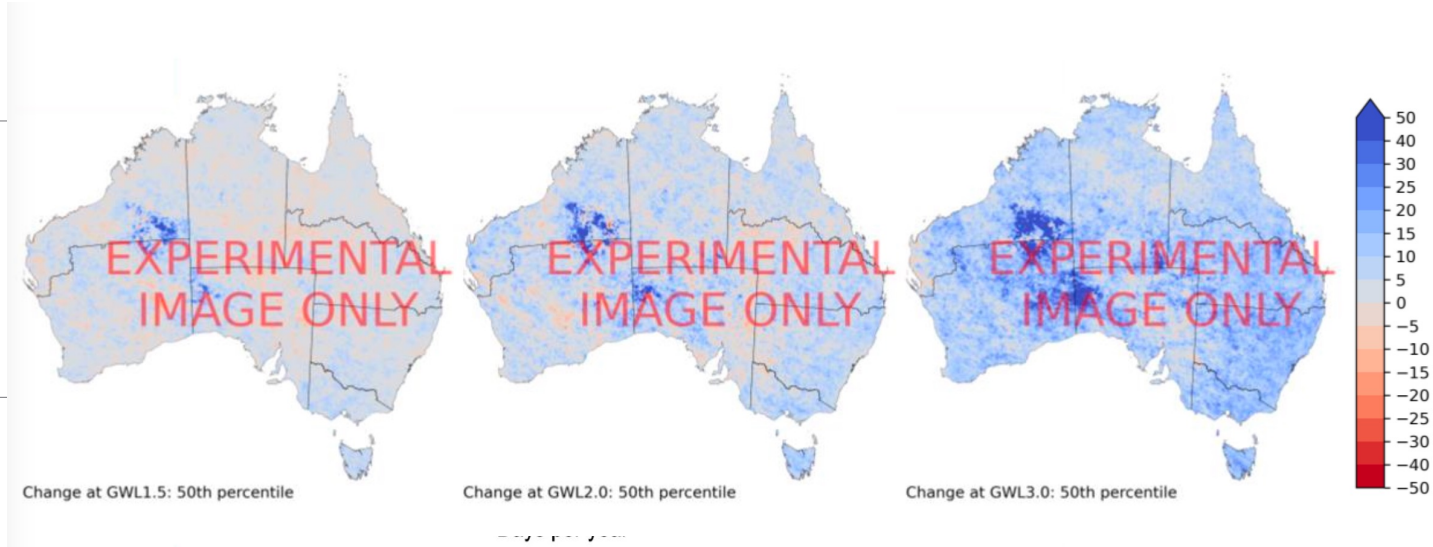 EXPERIMENTAL
IMAGE ONLY
EXPERIMENTAL
IMAGE ONLY
EXPERIMENTAL
IMAGE ONLY
50
40
30
25
20
15
10
5
0
−5
−10
−15
−20
−25
−30
−40
−50
Change at GWL1.5: 50th percentile
Change at GWL2.0: 50th percentile
Change at GWL3.0: 50th percentile